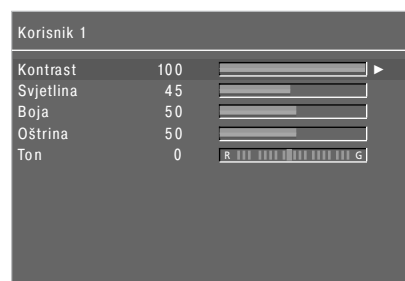 Korisnik 1
Kontrast 100
Svjetlina 45
Boja 50
Oštrina 50
Ton 0 R G